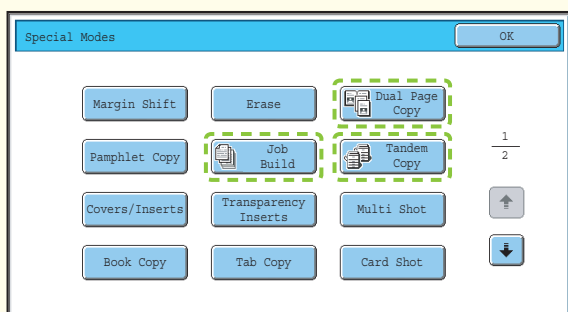 Special Modes
OK
Margin Shift
Erase
Dual Page
Copy
Pamphlet Copy
Job
Build
Tandem
Copy
1
2
Covers/Inserts
Transparency
Inserts
Multi Shot
Book Copy
Tab Copy
Card Shot